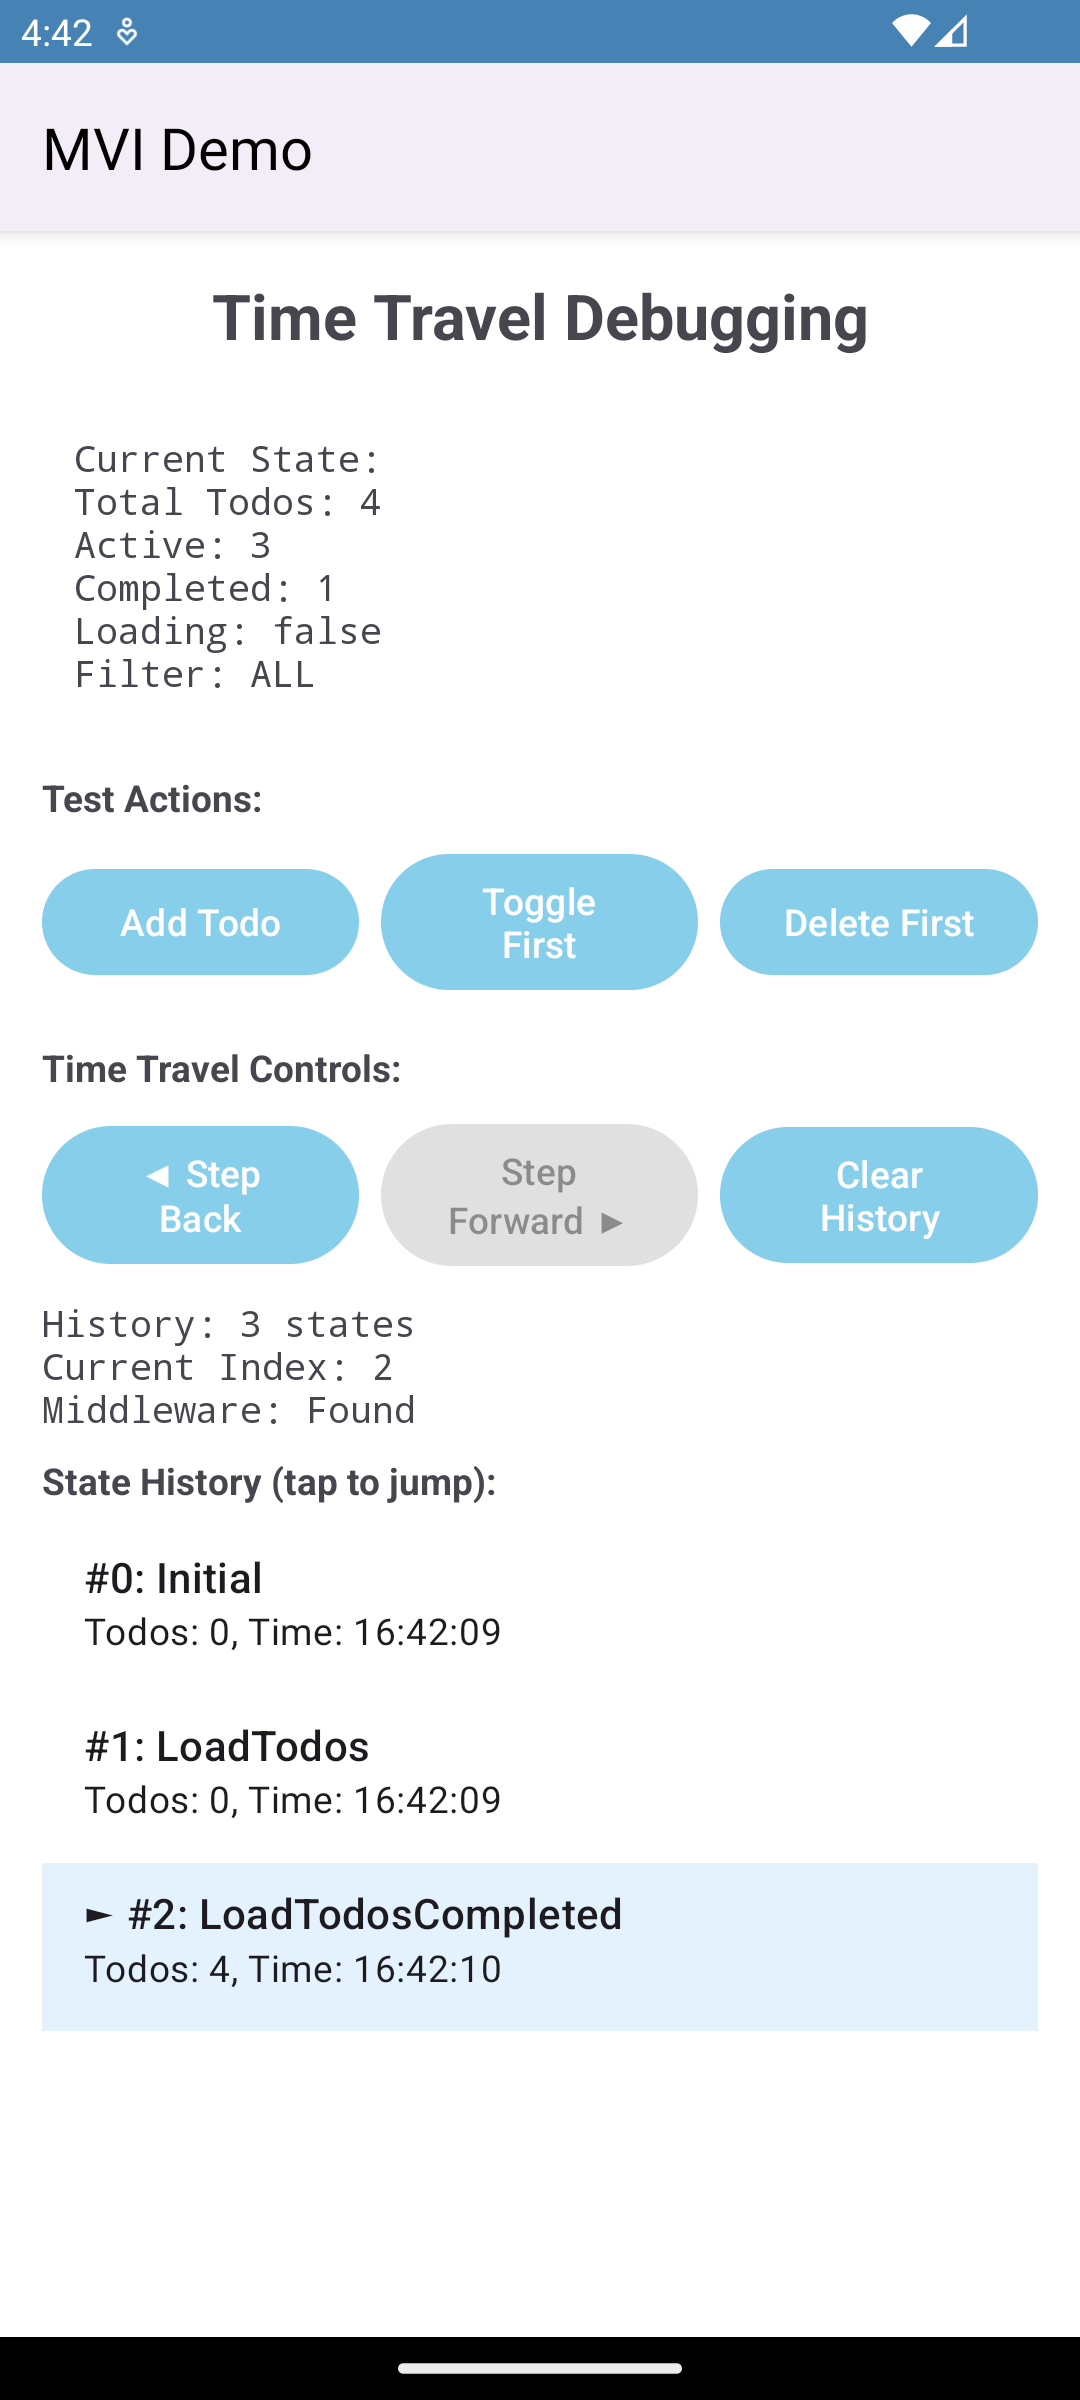 4:42
MVI Demo
Time Travel Debugging
Current State:
Total Todos: 4
Active: 3
Completed: 1
Loading: false
Filter: ALL
Test Actions:
Add Todo
Toggle
First
Delete First
Time Travel Controls:
◄ Step
Back
Step
Forward ►
Clear
History
History: 3 states
Current Index: 2
Middleware: Found
State History (tap to jump):
#0: Initial
Todos: 0, Time: 16:42:09
#1: LoadTodos
Todos: 0, Time: 16:42:09
► #2: LoadTodosCompleted
Todos: 4, Time: 16:42:10